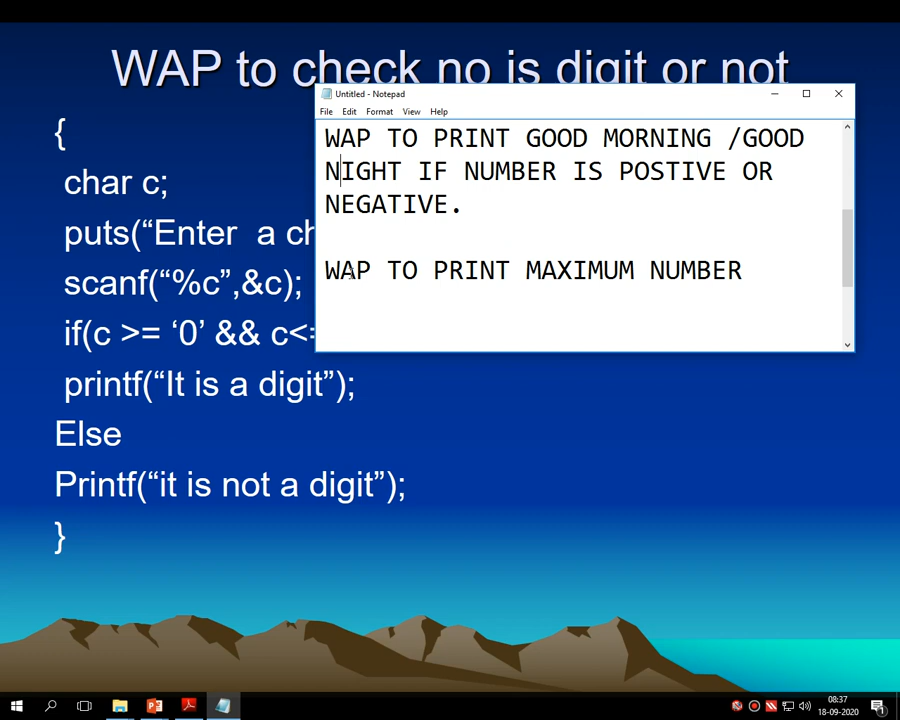 WAP to check no is digit or not
Untitled - Notepad
File Edit Format View Help
WAP TO PRINT GOOD MORNING /GOOD
NIGHT IF NUMBER IS POSTIVE OR
NEGATIVE.
WAP TO PRINT MAXIMUM NUMBER
{
char c;
puts(“Enter a ch
scanf(“%c”,&c);
if(c >= ‘0’ && c<=
printf(“It is a digit”);
Else
Printf(“it is not a digit”);
}
08:37
18-09-2020